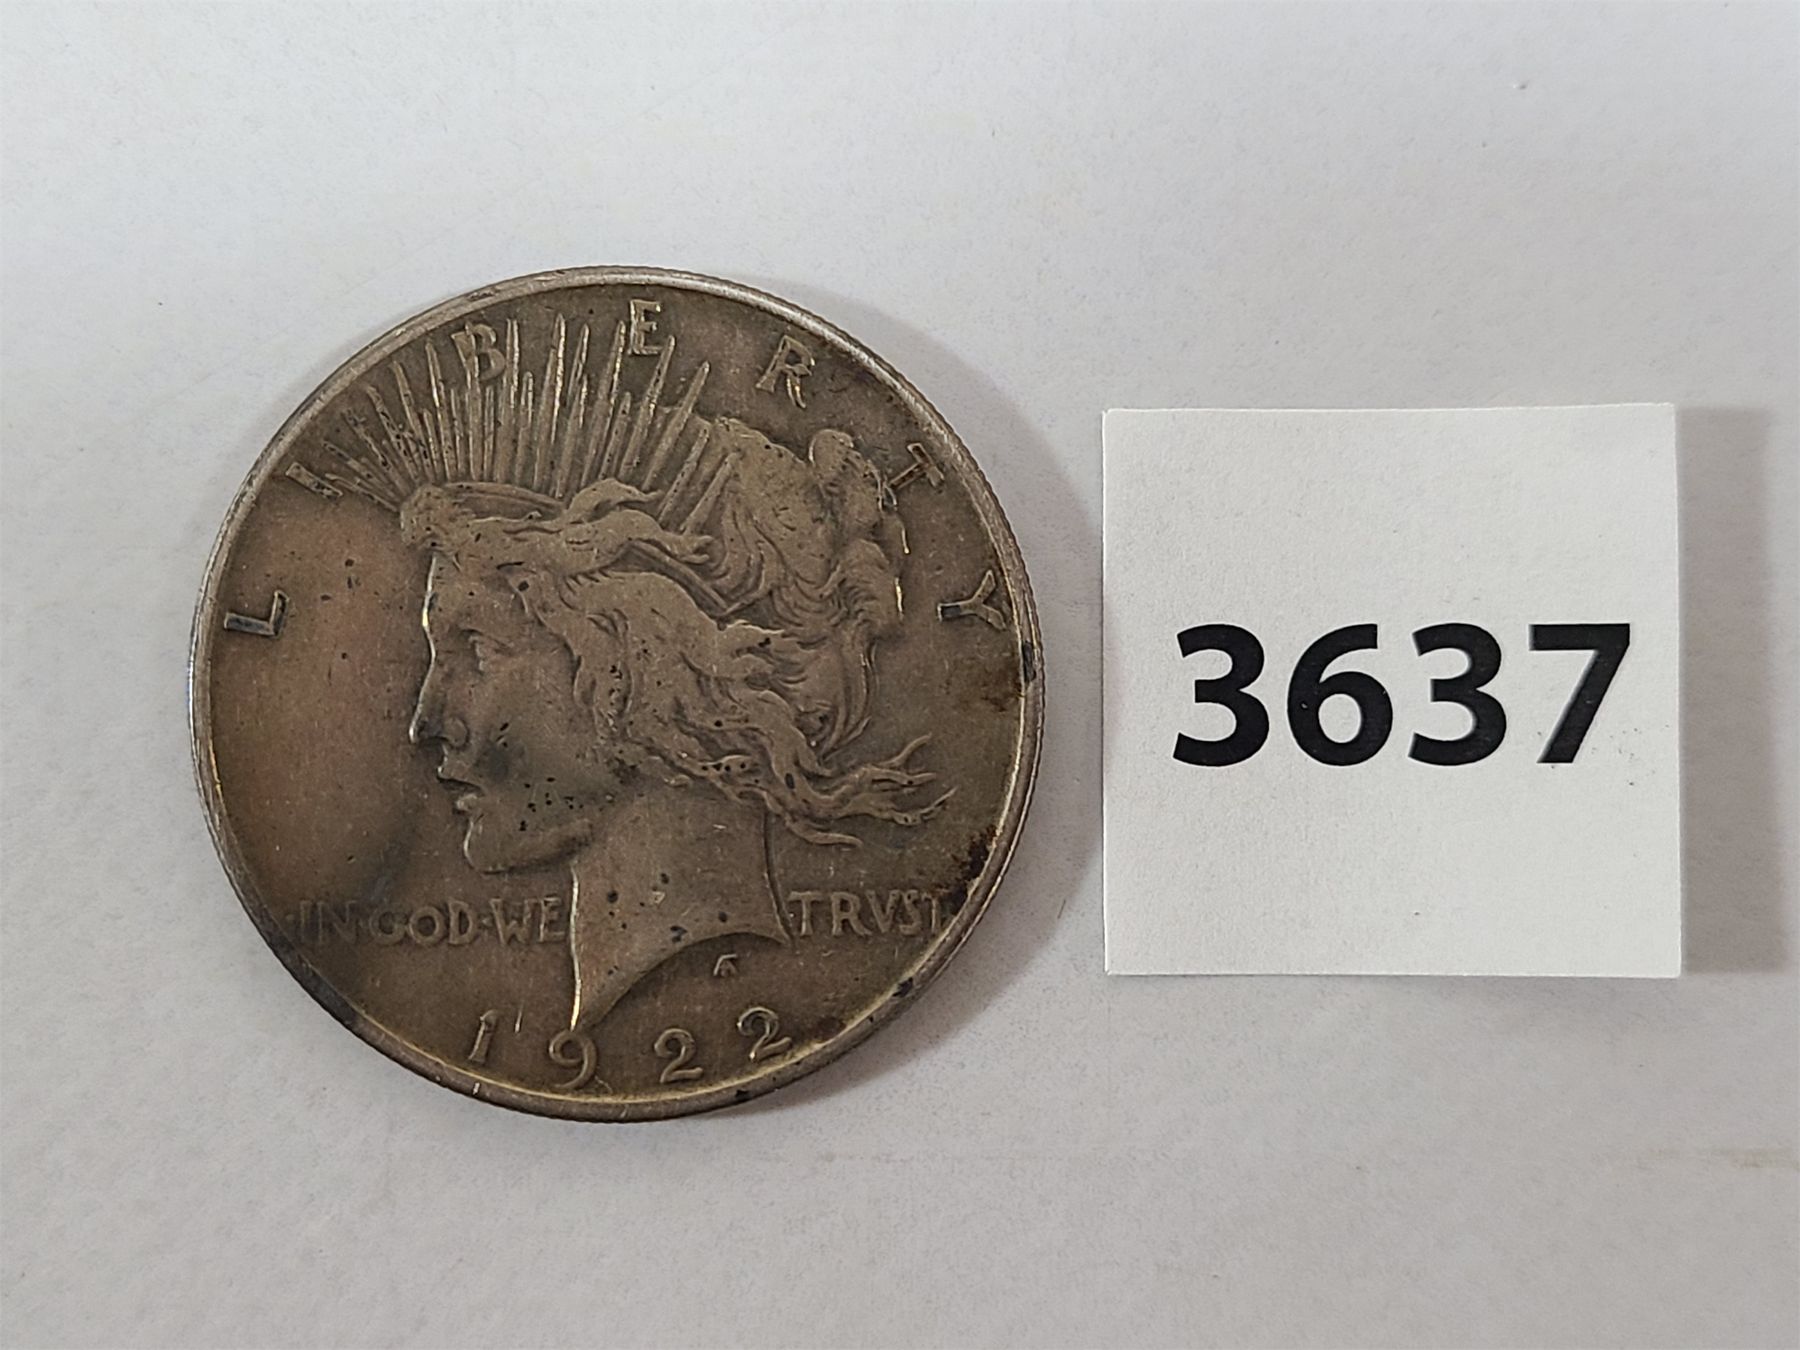 LIBERTY
IN·GOD·WE TRVST
1922
3637